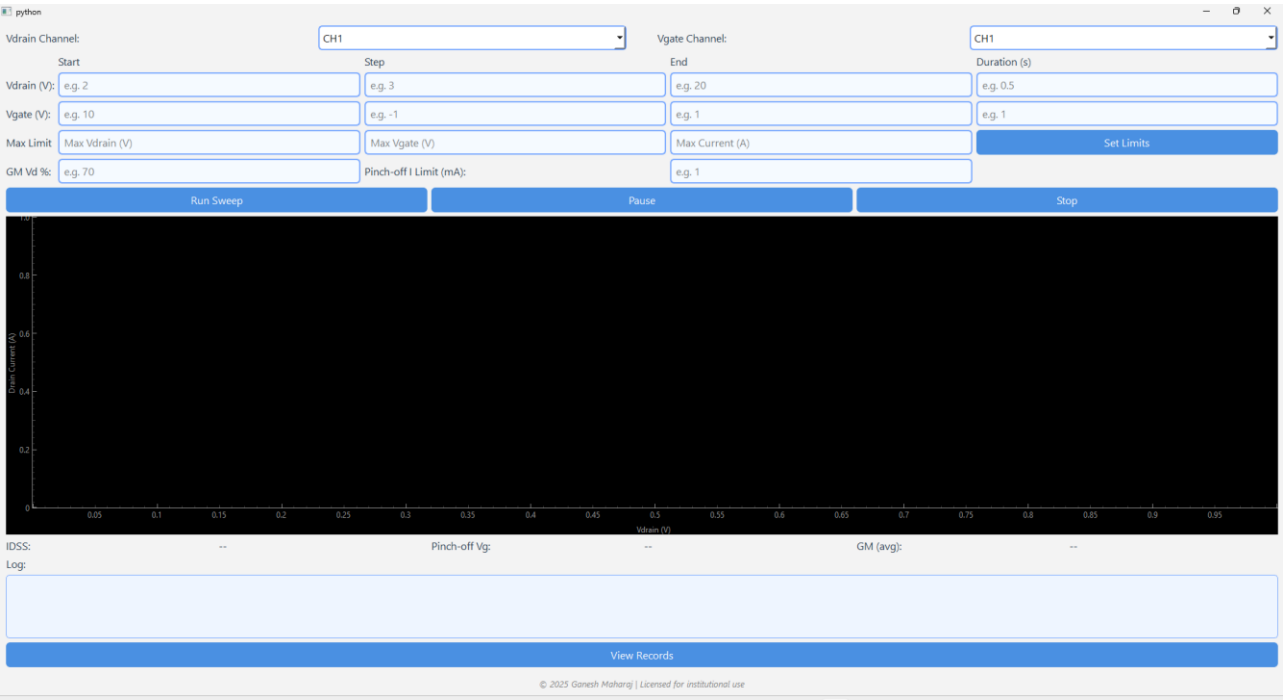 python
Vdrain Channel: CH1 Vgate Channel: CH1
Start Step End Duration (s)
Vdrain (V): e.g. 2 e.g. 3 e.g. 20 e.g. 0.5
Vgate (V): e.g. 10 e.g. -1 e.g. 1 e.g. 1
Max Limit Max Vdrain (V) Max Vgate (V) Max Current (A) Set Limits
GM Vd %: e.g. 70 Pinch-off I Limit (mA): e.g. 1
Run Sweep Pause Stop
1.0
0.8
0.6
0.4
0.2
0
Drain Current (A)
0.05 0.1 0.15 0.2 0.25 0.3 0.35 0.4 0.45 0.5 0.55 0.6 0.65 0.7 0.75 0.8 0.85 0.9 0.95
Vdrain (V)
IDSS: -- Pinch-off Vg: -- GM (avg): --
Log:
View Records
© 2025 Ganesh Maharaj | Licensed for institutional use